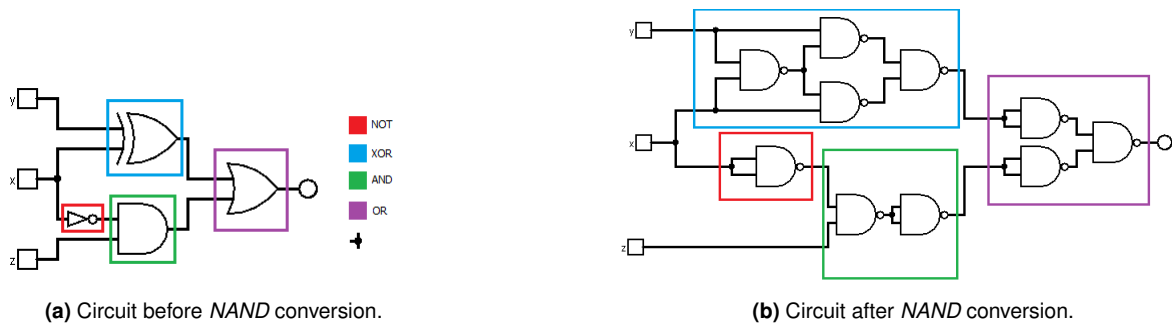 y
x
z
NOT
XOR
AND
OR
(a) Circuit before NAND conversion.
y
x
z
(b) Circuit after NAND conversion.